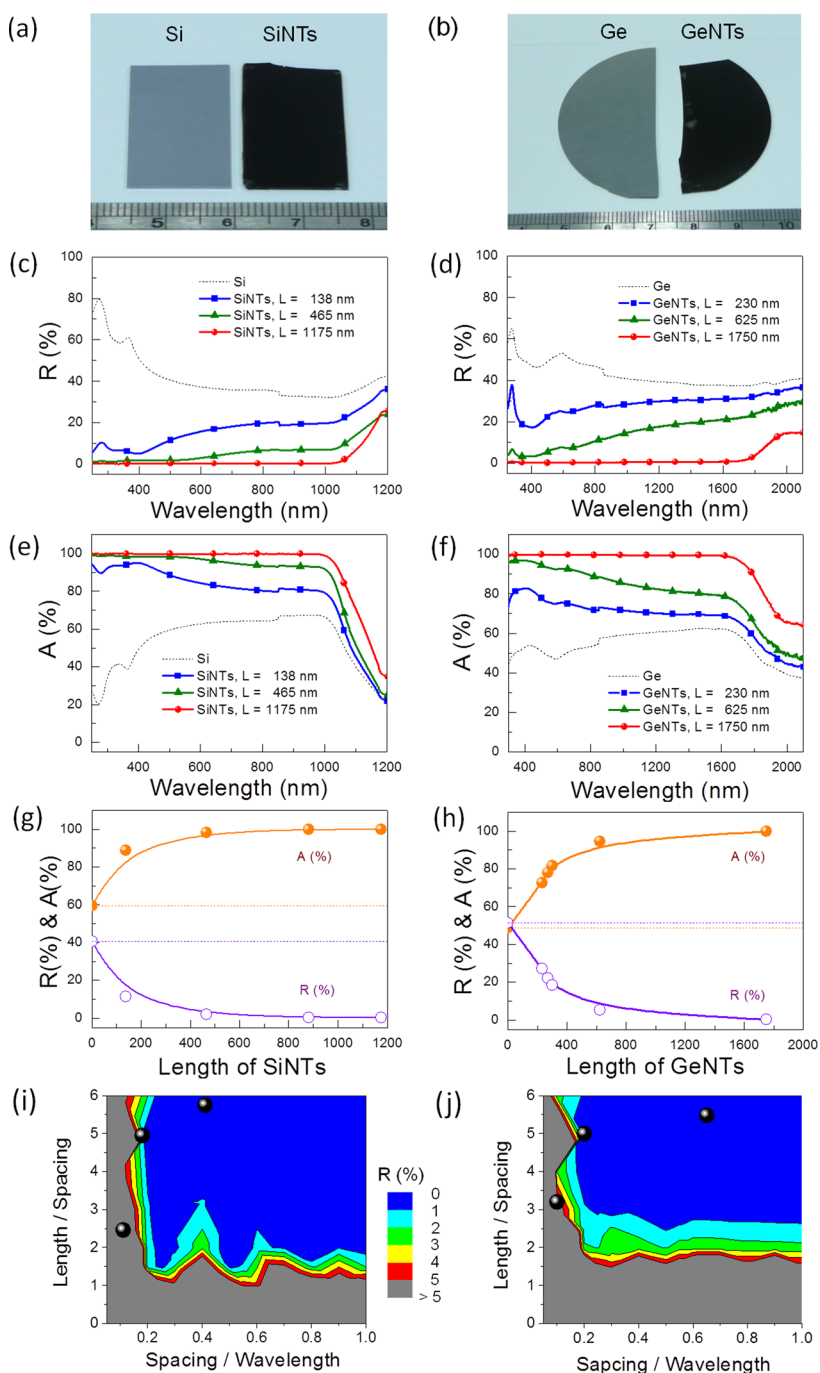 (a)
Si SiNTs
5 6 7 8
(b)
Ge GeNTs
5 6 7 8 9 10
(c)
100
80
60
40
20
0
R (%)
Si
SiNTs, L = 138 nm
SiNTs, L = 465 nm
SiNTs, L = 1175 nm
400 600 800 1000 1200
Wavelength (nm)
(d)
100
80
60
40
20
0
R (%)
Ge
GeNTs, L = 230 nm
GeNTs, L = 625 nm
GeNTs, L = 1750 nm
400 800 1200 1600 2000
Wavelength (nm)
(e)
100
80
60
40
20
0
A (%)
Si
SiNTs, L = 138 nm
SiNTs, L = 465 nm
SiNTs, L = 1175 nm
400 600 800 1000 1200
Wavelength (nm)
(f)
100
80
60
40
20
0
A (%)
Ge
GeNTs, L = 230 nm
GeNTs, L = 625 nm
GeNTs, L = 1750 nm
400 800 1200 1600 2000
Wavelength (nm)
(g)
100
80
60
40
20
0
R(%) & A(%)
A (%)
R (%)
0 200 400 600 800 1000 1200
Length of SiNTs
(h)
100
80
60
40
20
0
R (%) & A (%)
A (%)
R (%)
0 400 800 1200 1600 2000
Length of GeNTs
(i)
6
5
4
3
2
1
0
Length / Spacing
0.2 0.4 0.6 0.8 1.0
Spacing / Wavelength
R (%)
0
1
2
3
4
5
> 5
(j)
6
5
4
3
2
1
0
Length / Spacing
0.2 0.4 0.6 0.8 1.0
Sapcing / Wavelength